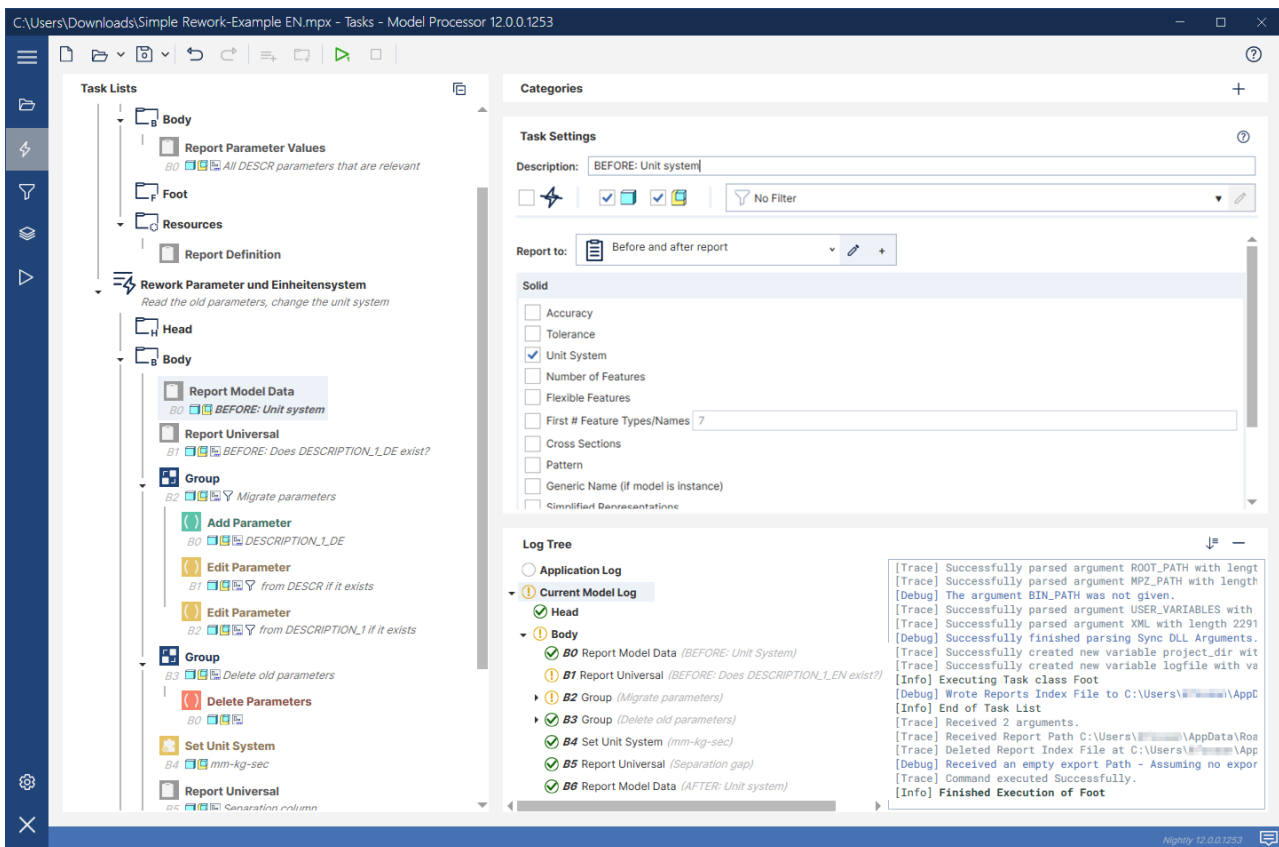 C:\Users\Downloads\Simple Rework-Example EN.mpx - Tasks - Model Processor 12.0.0.1253
Task Lists
Body
Report Parameter Values
B0 All DESCR parameters that are relevant
Foot
Resources
Report Definition
Rework Parameter und Einheitensystem
Read the old parameters, change the unit system
Head
Body
Report Model Data
B0 BEFORE: Unit system
Report Universal
B1 BEFORE: Does DESCRIPTION_1_DE exist?
Group
B2 Migrate parameters
Add Parameter
B0 DESCRIPTION_1_DE
Edit Parameter
B1 from DESCR if it exists
Edit Parameter
B2 from DESCRIPTION_1 if it exists
Group
B3 Delete old parameters
Delete Parameters
B0
Set Unit System
B4 mm-kg-sec
Report Universal
B5 Separation column
Categories
Task Settings
Description: BEFORE: Unit system
No Filter
Report to: Before and after report
Solid
Accuracy
Tolerance
Unit System
Number of Features
Flexible Features
First # Feature Types/Names 7
Cross Sections
Pattern
Generic Name (if model is instance)
Simplified Representations
Log Tree
Application Log
Current Model Log
Head
Body
B0 Report Model Data (BEFORE: Unit System)
B1 Report Universal (BEFORE: Does DESCRIPTION_1_EN exist?)
B2 Group (Migrate parameters)
B3 Group (Delete old parameters)
B4 Set Unit System (mm-kg-sec)
B5 Report Universal (Separation gap)
B6 Report Model Data (AFTER: Unit system)
[Trace] Successfully parsed argument ROOT_PATH with lengt
[Trace] Successfully parsed argument MPZ_PATH with length
[Debug] The argument BIN_PATH was not given.
[Trace] Successfully parsed argument USER_VARIABLES with
[Trace] Successfully parsed argument XML with length 2291
[Debug] Successfully finished parsing Sync DLL Arguments.
[Trace] Successfully created new variable project_dir wit
[Trace] Successfully created new variable logfile with va
[Info] Executing Task class Foot
[Debug] Wrote Reports Index File to C:\Users\ \AppD
[Info] End of Task List
[Trace] Received 2 arguments.
[Trace] Received Report Path C:\Users\ \AppData\Roa
[Trace] Deleted Report Index File at C:\Users\ \App
[Debug] Received an empty export Path - Assuming no expor
[Trace] Command executed Successfully.
[Info] Finished Execution of Foot
Nightly 12.0.0.1253